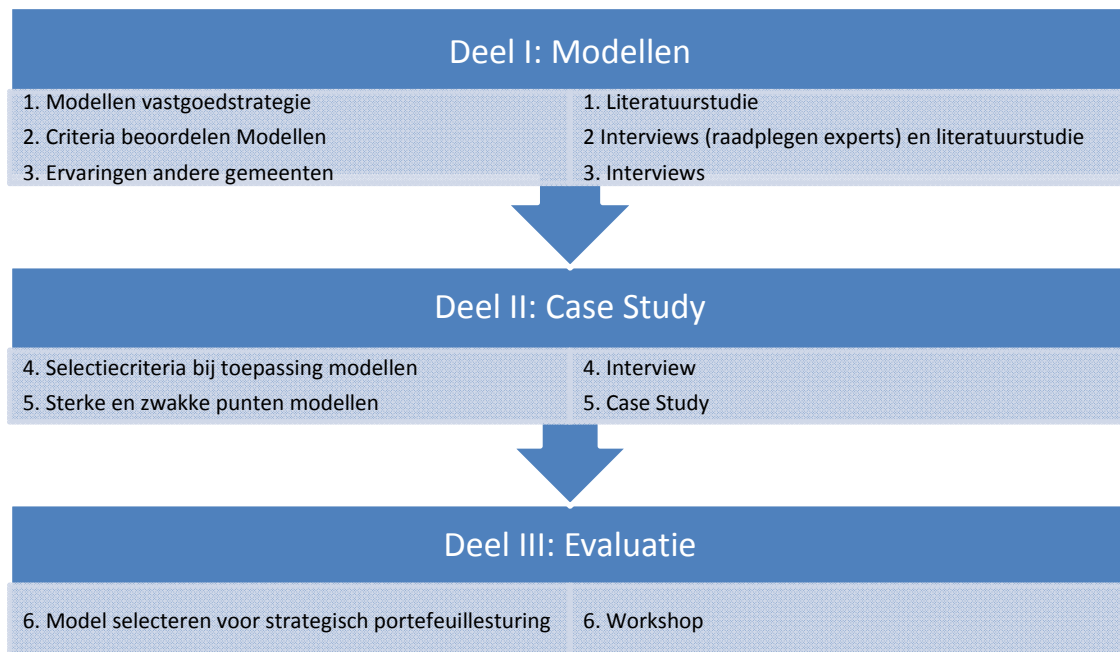 Deel I: Modellen
1. Modellen vastgoedstrategie
2. Criteria beoordelen Modellen
3. Ervaringen andere gemeenten
1. Literatuurstudie
2 Interviews (raadplegen experts) en literatuurstudie
3. Interviews
Deel II: Case Study
4. Selectiecriteria bij toepassing modellen
5. Sterke en zwakke punten modellen
4. Interview
5. Case Study
Deel III: Evaluatie
6. Model selecteren voor strategisch portefeuillesturing
6. Workshop